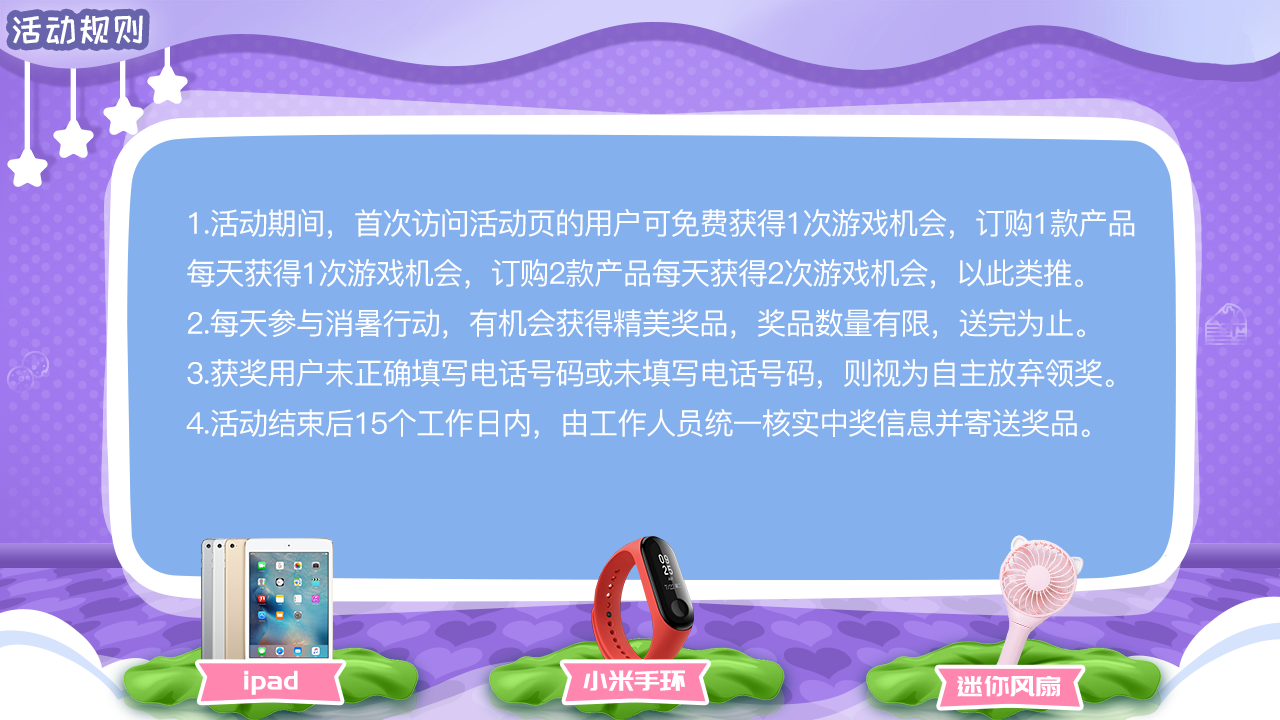 活动规则
1.活动期间，首次访问活动页的用户可免费获得1次游戏机会，订购1款产品
每天获得1次游戏机会，订购2款产品每天获得2次游戏机会，以此类推。
2.每天参与消暑行动，有机会获得精美奖品，奖品数量有限，送完为止。
3.获奖用户未正确填写电话号码或未填写电话号码，则视为自主放弃领奖。
4.活动结束后15个工作日内，由工作人员统一核实中奖信息并寄送奖品。
09
25
ipad
小米手环
迷你风扇